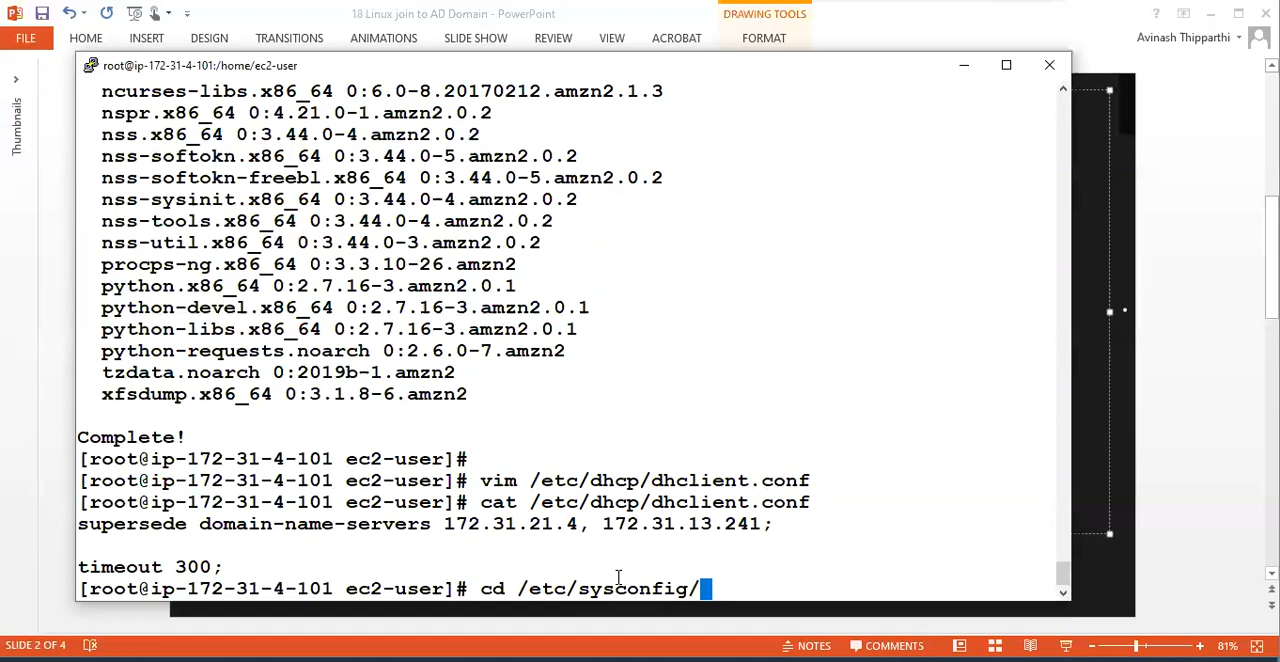 18 Linux join to AD Domain - PowerPoint
DRAWING TOOLS
FILE HOME INSERT DESIGN TRANSITIONS ANIMATIONS SLIDE SHOW REVIEW VIEW ACROBAT FORMAT
Avinash Thipparthi
Thumbnails
root@ip-172-31-4-101:/home/ec2-user
ncurses-libs.x86_64 0:6.0-8.20170212.amzn2.1.3
nspr.x86_64 0:4.21.0-1.amzn2.0.2
nss.x86_64 0:3.44.0-4.amzn2.0.2
nss-softokn.x86_64 0:3.44.0-5.amzn2.0.2
nss-softokn-freebl.x86_64 0:3.44.0-5.amzn2.0.2
nss-sysinit.x86_64 0:3.44.0-4.amzn2.0.2
nss-tools.x86_64 0:3.44.0-4.amzn2.0.2
nss-util.x86_64 0:3.44.0-3.amzn2.0.2
procps-ng.x86_64 0:3.3.10-26.amzn2
python.x86_64 0:2.7.16-3.amzn2.0.1
python-devel.x86_64 0:2.7.16-3.amzn2.0.1
python-libs.x86_64 0:2.7.16-3.amzn2.0.1
python-requests.noarch 0:2.6.0-7.amzn2
tzdata.noarch 0:2019b-1.amzn2
xfsdump.x86_64 0:3.1.8-6.amzn2
Complete!
[root@ip-172-31-4-101 ec2-user]#
[root@ip-172-31-4-101 ec2-user]# vim /etc/dhcp/dhclient.conf
[root@ip-172-31-4-101 ec2-user]# cat /etc/dhcp/dhclient.conf
supersede domain-name-servers 172.31.21.4, 172.31.13.241;
timeout 300;
[root@ip-172-31-4-101 ec2-user]# cd /etc/sysconfig/
SLIDE 2 OF 4
NOTES COMMENTS 81%